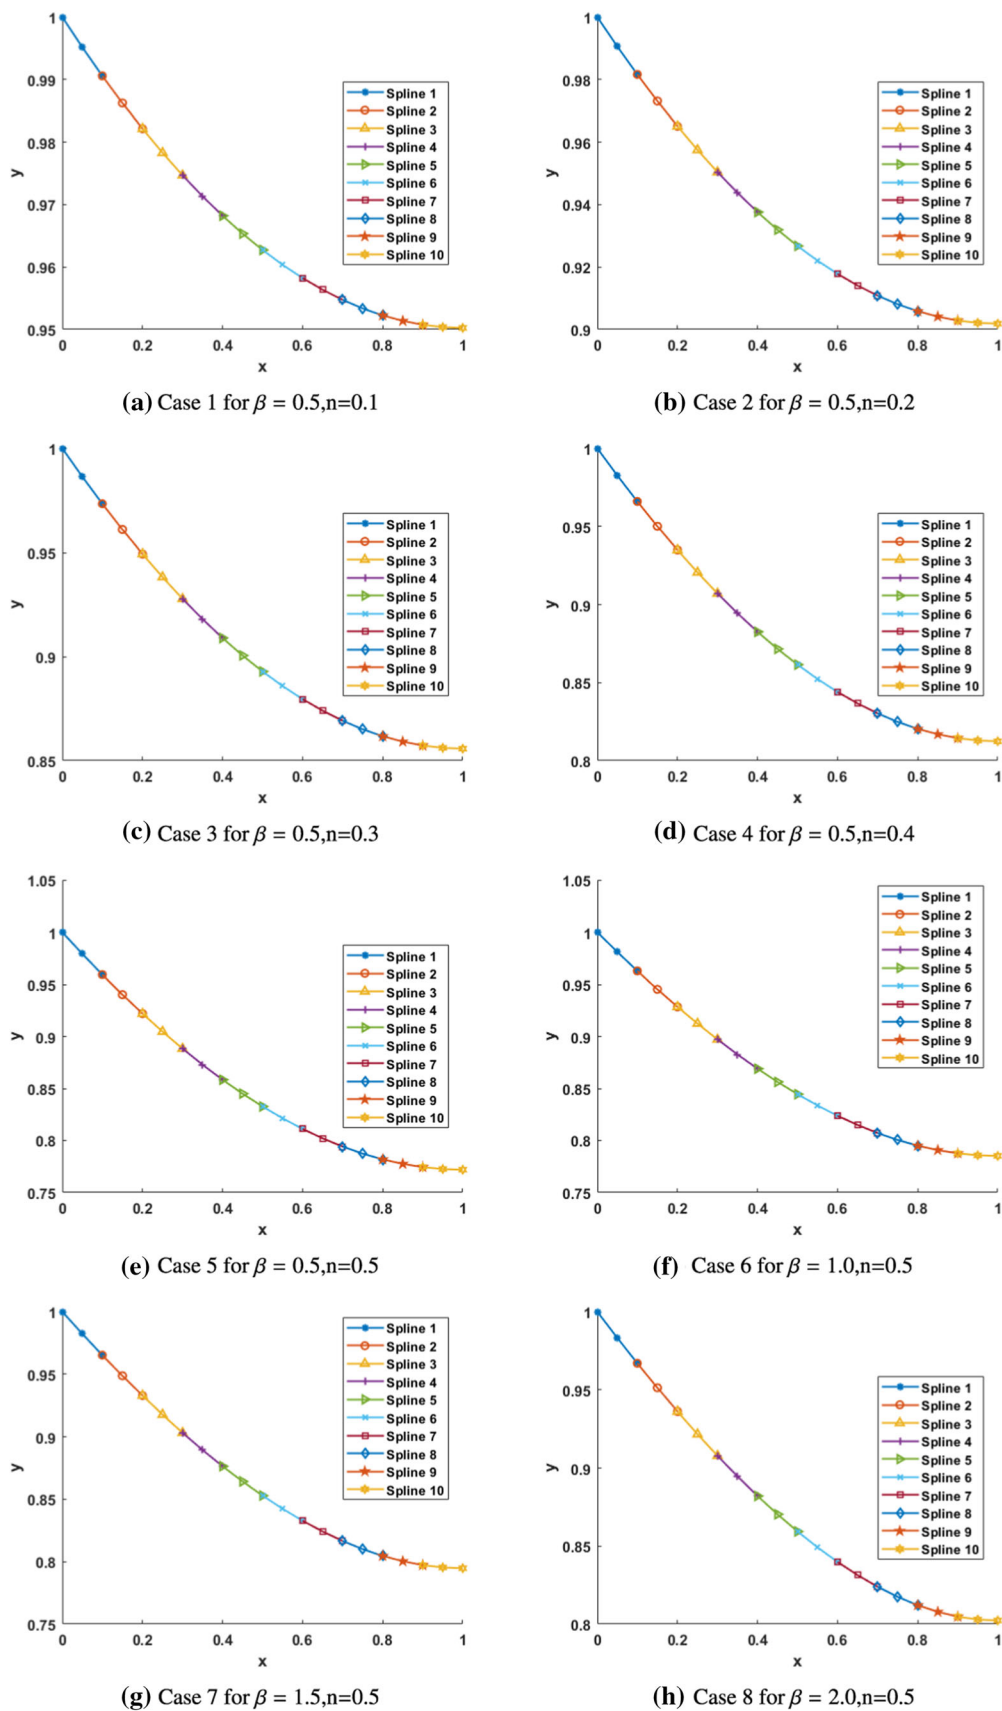 1
0.99
0.98
0.97
0.96
0.95
y
0
0.2
0.4
0.6
0.8
1
x
Spline 1
Spline 2
Spline 3
Spline 4
Spline 5
Spline 6
Spline 7
Spline 8
Spline 9
Spline 10
(a) Case 1 for β = 0.5,n=0.1
1
0.98
0.96
0.94
0.92
0.9
y
0
0.2
0.4
0.6
0.8
1
x
Spline 1
Spline 2
Spline 3
Spline 4
Spline 5
Spline 6
Spline 7
Spline 8
Spline 9
Spline 10
(b) Case 2 for β = 0.5,n=0.2
1
0.95
0.9
0.85
y
0
0.2
0.4
0.6
0.8
1
x
Spline 1
Spline 2
Spline 3
Spline 4
Spline 5
Spline 6
Spline 7
Spline 8
Spline 9
Spline 10
(c) Case 3 for β = 0.5,n=0.3
1
0.95
0.9
0.85
0.8
y
0
0.2
0.4
0.6
0.8
1
x
Spline 1
Spline 2
Spline 3
Spline 4
Spline 5
Spline 6
Spline 7
Spline 8
Spline 9
Spline 10
(d) Case 4 for β = 0.5,n=0.4
1.05
1
0.95
0.9
0.85
0.8
0.75
y
0
0.2
0.4
0.6
0.8
1
x
Spline 1
Spline 2
Spline 3
Spline 4
Spline 5
Spline 6
Spline 7
Spline 8
Spline 9
Spline 10
(e) Case 5 for β = 0.5,n=0.5
1.05
1
0.95
0.9
0.85
0.8
0.75
y
0
0.2
0.4
0.6
0.8
1
x
Spline 1
Spline 2
Spline 3
Spline 4
Spline 5
Spline 6
Spline 7
Spline 8
Spline 9
Spline 10
(f) Case 6 for β = 1.0,n=0.5
1
0.95
0.9
0.85
0.8
0.75
y
0
0.2
0.4
0.6
0.8
1
x
Spline 1
Spline 2
Spline 3
Spline 4
Spline 5
Spline 6
Spline 7
Spline 8
Spline 9
Spline 10
(g) Case 7 for β = 1.5,n=0.5
1
0.95
0.9
0.85
0.8
y
0
0.2
0.4
0.6
0.8
1
x
Spline 1
Spline 2
Spline 3
Spline 4
Spline 5
Spline 6
Spline 7
Spline 8
Spline 9
Spline 10
(h) Case 8 for β = 2.0,n=0.5